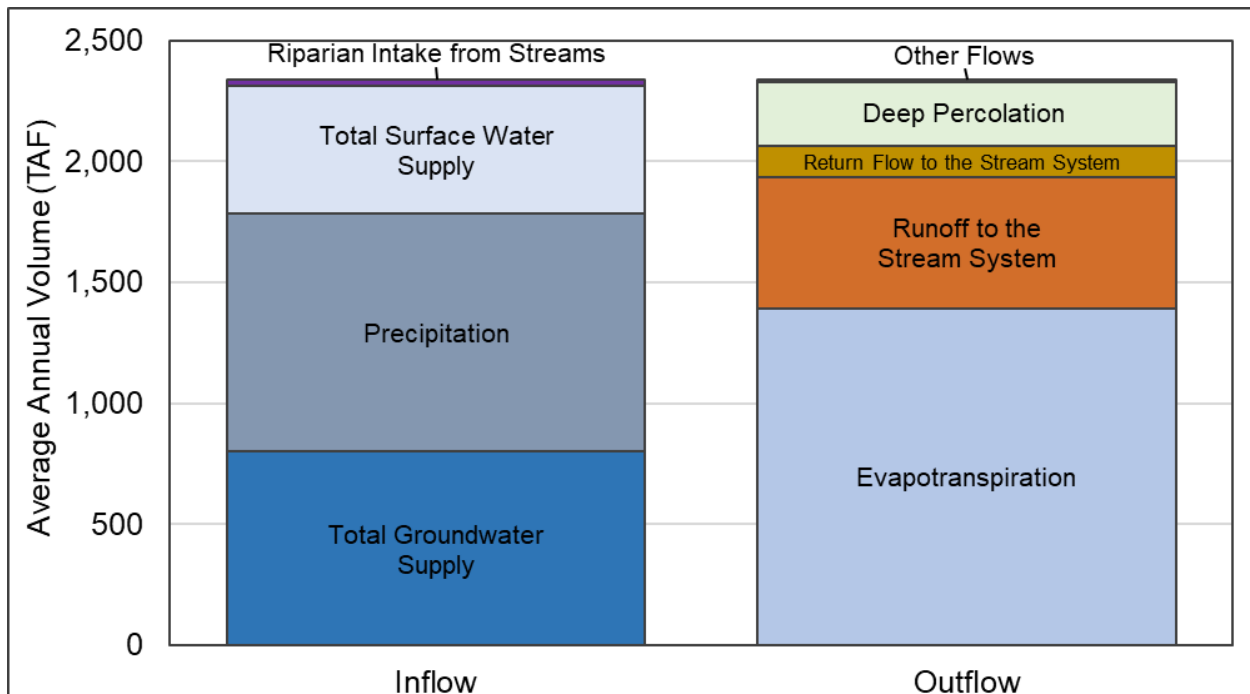 Average Annual Volume (TAF)
2,500
2,000
1,500
1,000
500
0
Riparian Intake from Streams
Total Surface Water
Supply
Precipitation
Total Groundwater
Supply
Inflow
Other Flows
Deep Percolation
Return Flow to the Stream System
Runoff to the
Stream System
Evapotranspiration
Outflow